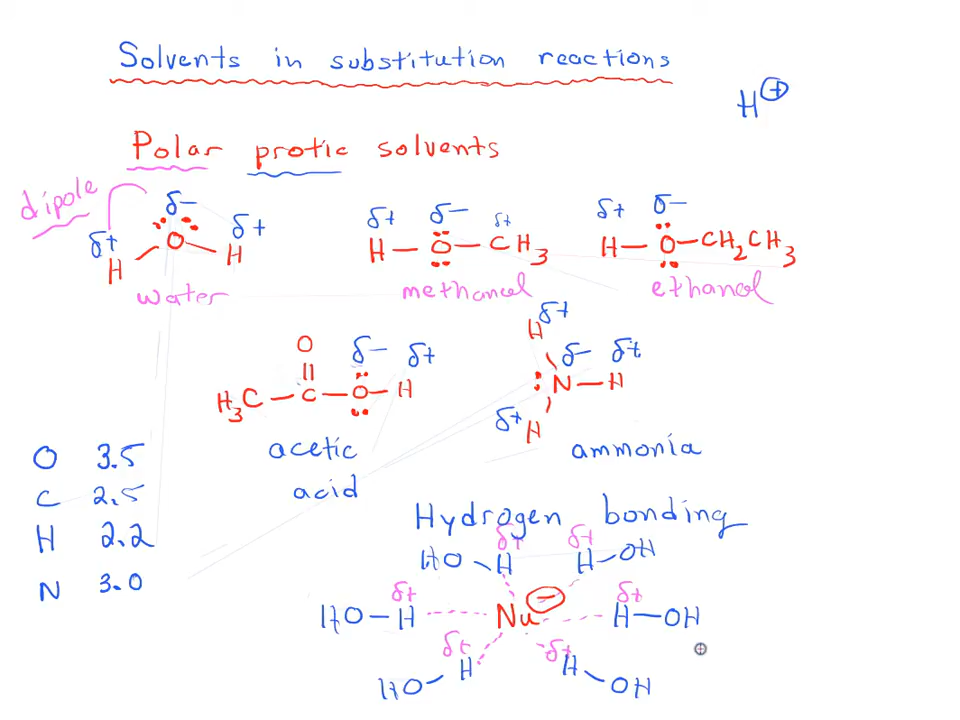 Solvents in substitution reactions
H⊕
Polar protic solvents
dipole
δ− δ+ δ− δ+ δ+ δ−
δ+ δ+
H O H H — O — CH3 H — O — CH2CH3
water methanol ethanol
δ+
O H
δ− δ+ δ− δ+
H3C — C — O — H N — H
δ+ H
acetic acid
ammonia
O 3.5
C 2.5
H 2.2
N 3.0
Hydrogen bonding
δ+ δ+
HO — H H — OH
δ+ δ+
HO — H Nu⊖ H — OH
δ+ δ+
HO — H H — OH